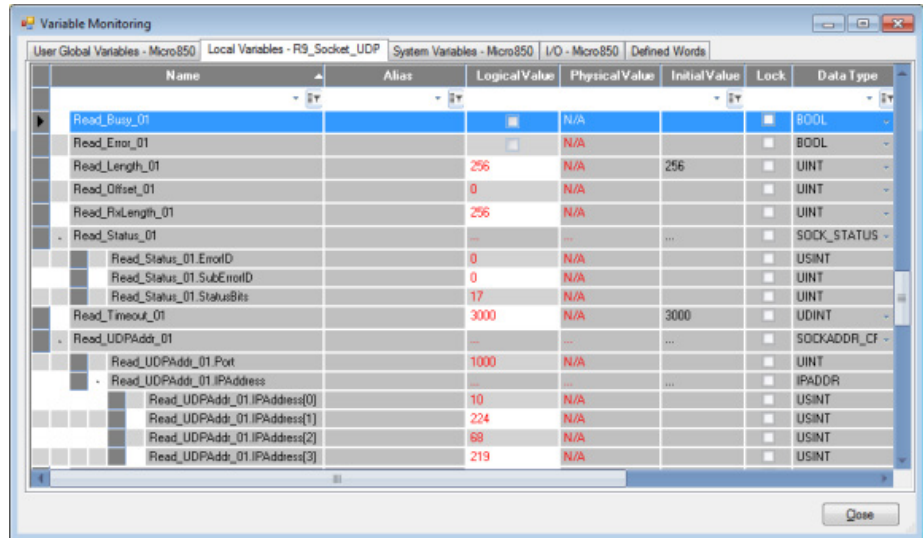 Variable Monitoring
User Global Variables - Micro850 Local Variables - R9_Socket_UDP System Variables - Micro850 I/O - Micro850 Defined Words
Name Alias Logical Value Physical Value Initial Value Lock Data Type
Read_Busy_01 N/A BOOL
Read_Error_01 N/A BOOL
Read_Length_01 256 N/A 256 UINT
Read_Offset_01 0 N/A UINT
Read_RxLength_01 256 N/A UINT
- Read_Status_01 ... ... ... SOCK_STATUS
Read_Status_01.ErrorID 0 N/A USINT
Read_Status_01.SubErrorID 0 N/A UINT
Read_Status_01.StatusBits 17 N/A UINT
Read_Timeout_01 3000 N/A 3000 UDINT
- Read_UDPAddr_01 ... ... ... SOCKADDR_CF
Read_UDPAddr_01.Port 1000 N/A UINT
- Read_UDPAddr_01.IPAddress ... ... ... IPADDR
Read_UDPAddr_01.IPAddress[0] 10 N/A USINT
Read_UDPAddr_01.IPAddress[1] 224 N/A USINT
Read_UDPAddr_01.IPAddress[2] 68 N/A USINT
Read_UDPAddr_01.IPAddress[3] 219 N/A USINT
Close